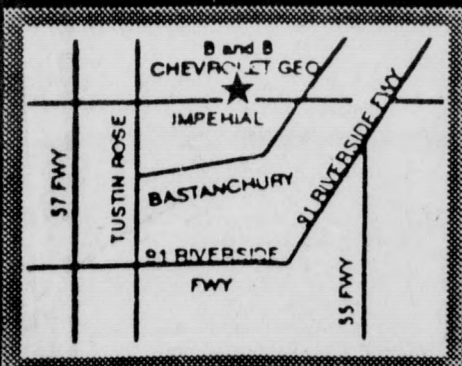 B and B
CHEVROLET GEO
IMPERIAL
57 FWY
TUSTIN ROSE
BASTANCHURY
91 RIVERSIDE FWY
91 RIVERSIDE
FWY
55 FWY